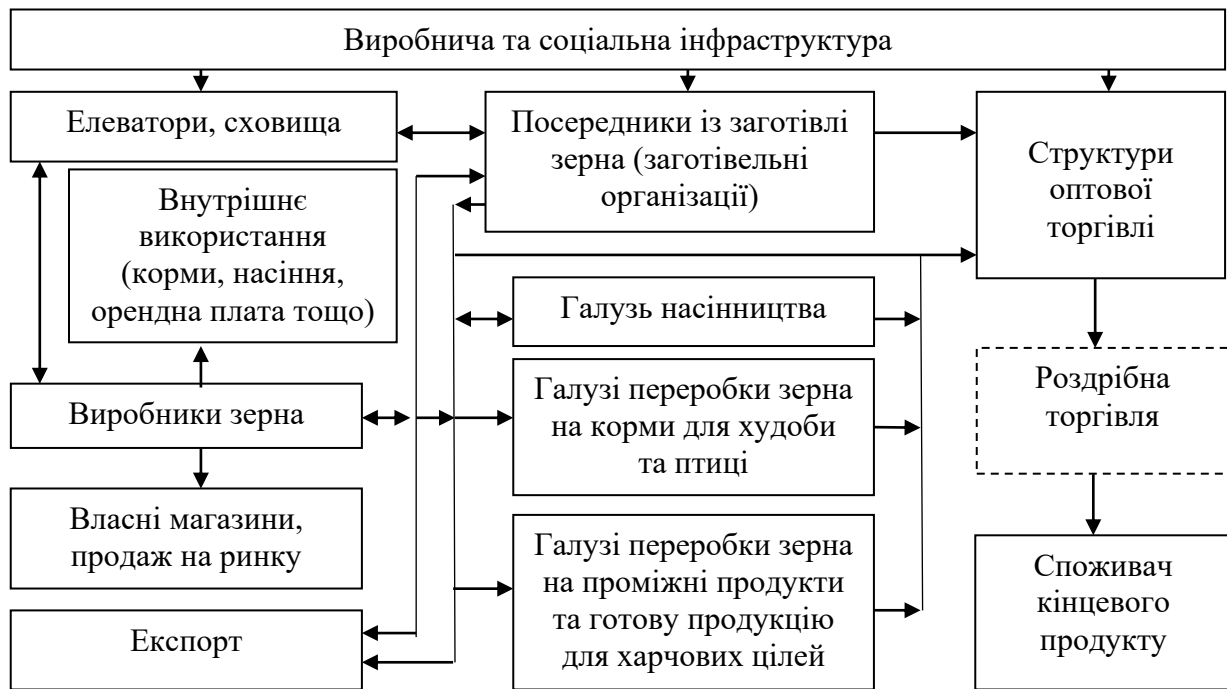 Виробнича та соціальна інфраструктура
Елеватори, сховища
Посередники із заготівлі
зерна (заготівельні
організації)
Структури
оптової
торгівлі
Внутрішнє
використання
(корми, насіння,
орендна плата тощо)
Галузь насінництва
Виробники зерна
Галузі переробки зерна
на корми для худоби
та птиці
Роздрібна
торгівля
Власні магазини,
продаж на ринку
Галузі переробки зерна
на проміжні продукти
та готову продукцію
для харчових цілей
Споживач
кінцевого
продукту
Експорт